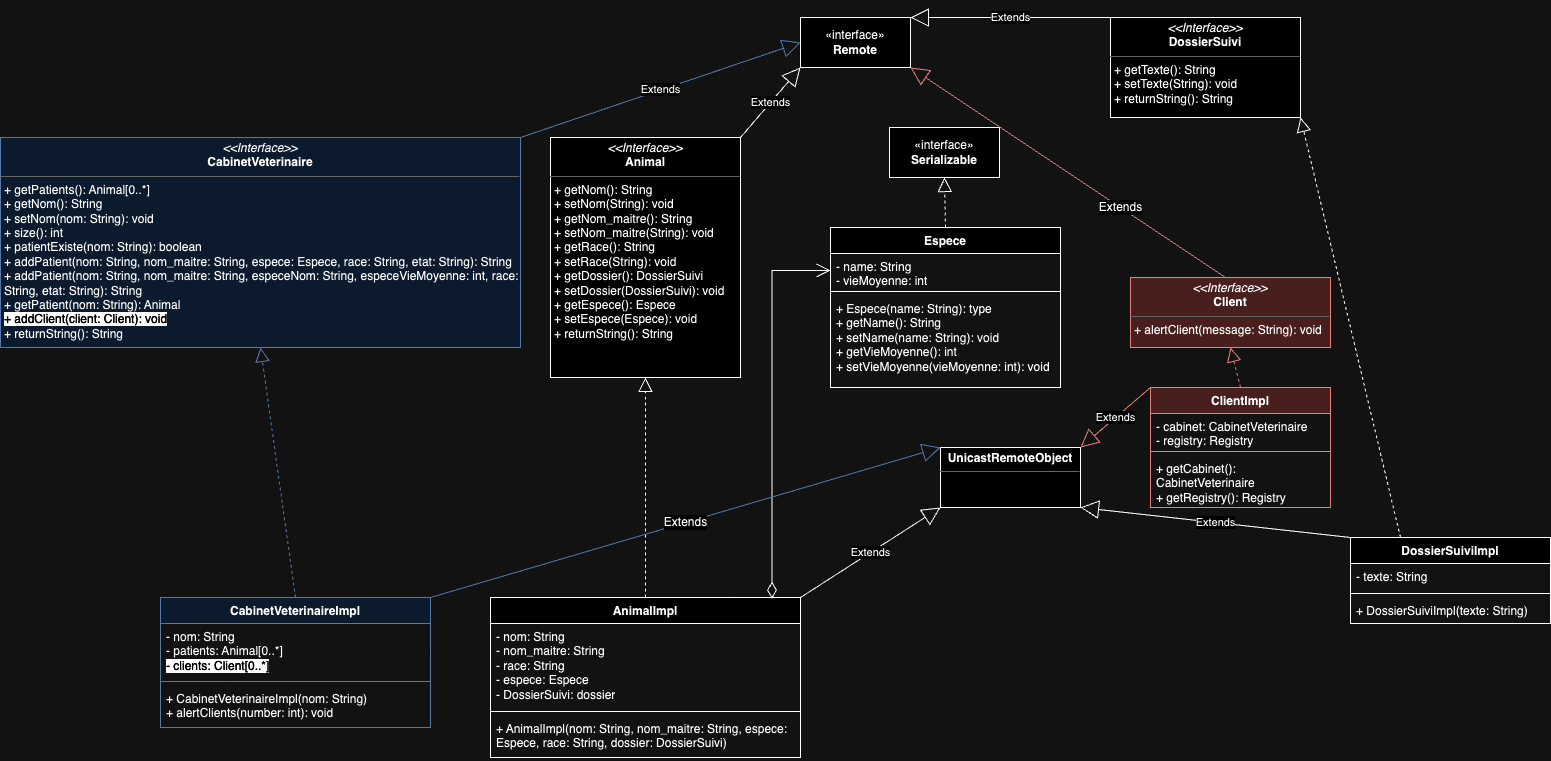 «interface»
Remote
Extends
<<Interface>>
DossierSuivi
+ getTexte(): String
+ setTexte(String): void
+ returnString(): String
Extends
Extends
<<Interface>>
CabinetVeterinaire
+ getPatients(): Animal[0..*]
+ getNom(): String
+ setNom(nom: String): void
+ size(): int
+ patientExiste(nom: String): boolean
+ addPatient(nom: String, nom_maitre: String, espece: Espece, race: String, etat: String): String
+ addPatient(nom: String, nom_maitre: String, especeNom: String, especeVieMoyenne: int, race:
String, etat: String): String
+ getPatient(nom: String): Animal
+ addClient(client: Client): void
+ returnString(): String
<<Interface>>
Animal
+ getNom(): String
+ setNom(String): void
+ getNom_maitre(): String
+ setNom_maitre(String): void
+ getRace(): String
+ setRace(String): void
+ getDossier(): DossierSuivi
+ setDossier(DossierSuivi): void
+ getEspece(): Espece
+ setEspece(Espece): void
+ returnString(): String
«interface»
Serializable
Extends
Espece
- name: String
- vieMoyenne: int
+ Espece(name: String): type
+ getName(): String
+ setName(name: String): void
+ getVieMoyenne(): int
+ setVieMoyenne(vieMoyenne: int): void
<<Interface>>
Client
+ alertClient(message: String): void
ClientImpl
- cabinet: CabinetVeterinaire
- registry: Registry
+ getCabinet():
CabinetVeterinaire
+ getRegistry(): Registry
Extends
UnicastRemoteObject
Extends
Extends
Extends
DossierSuiviImpl
- texte: String
+ DossierSuiviImpl(texte: String)
CabinetVeterinaireImpl
- nom: String
- patients: Animal[0..*]
- clients: Client[0..*]
+ CabinetVeterinaireImpl(nom: String)
+ alertClients(number: int): void
AnimalImpl
- nom: String
- nom_maitre: String
- race: String
- espece: Espece
- DossierSuivi: dossier
+ AnimalImpl(nom: String, nom_maitre: String, espece:
Espece, race: String, dossier: DossierSuivi)